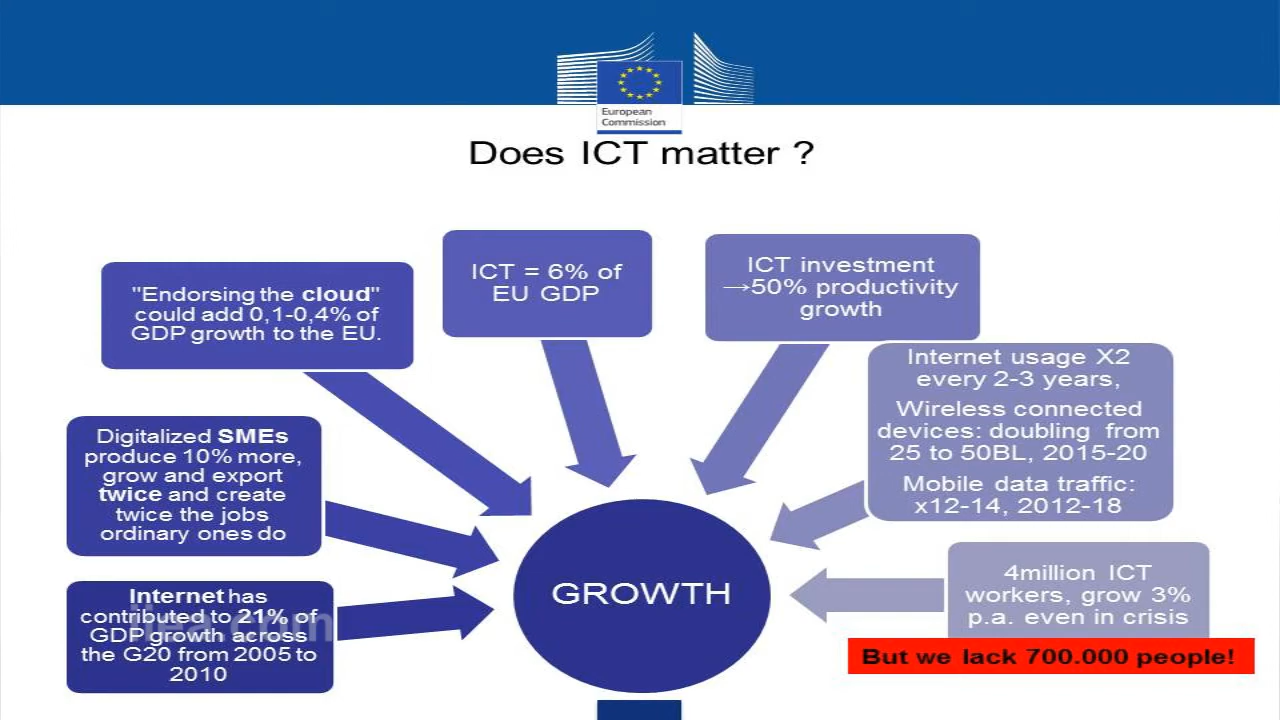 European
Commission
Does ICT matter ?
ICT = 6% of
EU GDP
ICT investment
→50% productivity
growth
"Endorsing the cloud"
could add 0,1-0,4% of
GDP growth to the EU.
Internet usage X2
every 2-3 years,
Wireless connected
devices: doubling from
25 to 50BL, 2015-20
Mobile data traffic:
x12-14, 2012-18
Digitalized SMEs
produce 10% more,
grow and export
twice and create
twice the jobs
ordinary ones do
GROWTH
4million ICT
workers, grow 3%
p.a. even in crisis
But we lack 700.000 people!
Internet has
contributed to 21% of
GDP growth across
the G20 from 2005 to
2010